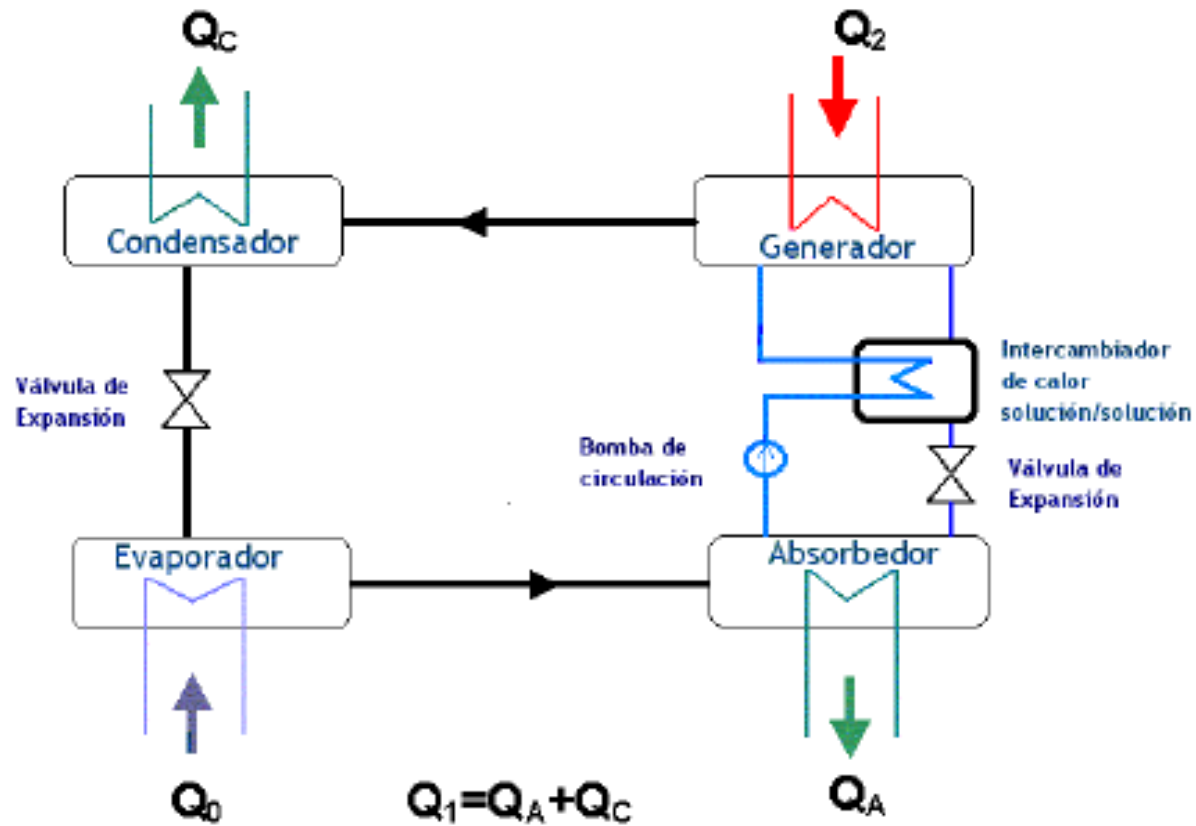 Qc
Q2
Condensador
Generador
Válvula de
Expansión
Intercambiador
de calor
solución/solución
Bomba de
circulación
Válvula de
Expansión
Evaporador
Absorbedor
Q0
Q1=QA+QC
QA